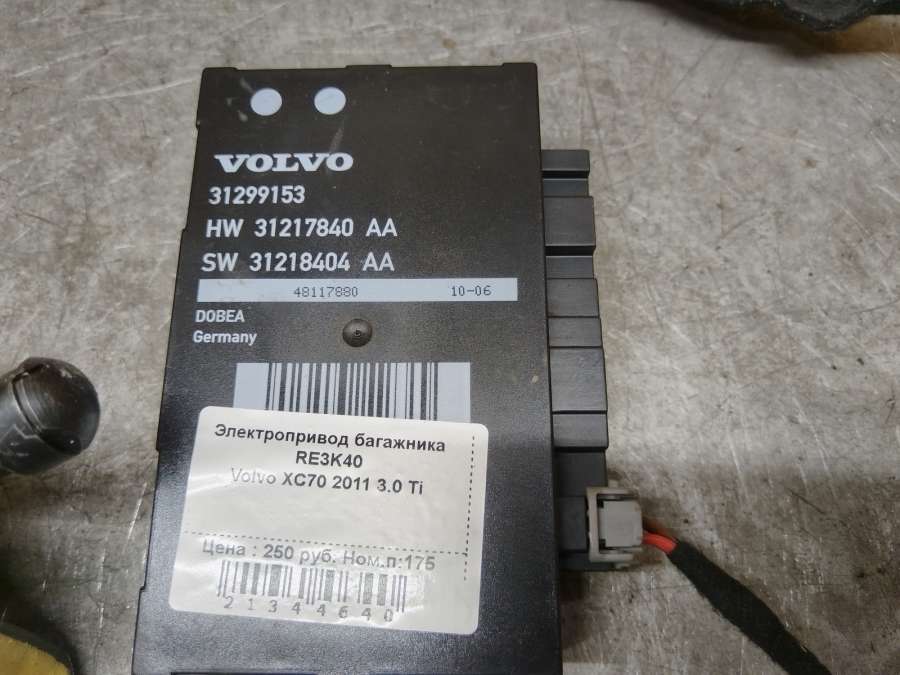 VOLVO
31299153
HW 31217840 AA
SW 31218404 AA
48117880 10-06
DOBEA
Germany
Электропривод багажника
RE3K40
Volvo XC70 2011 3.0 Ti
Цена : 250 руб. Ном.п:175
21344640